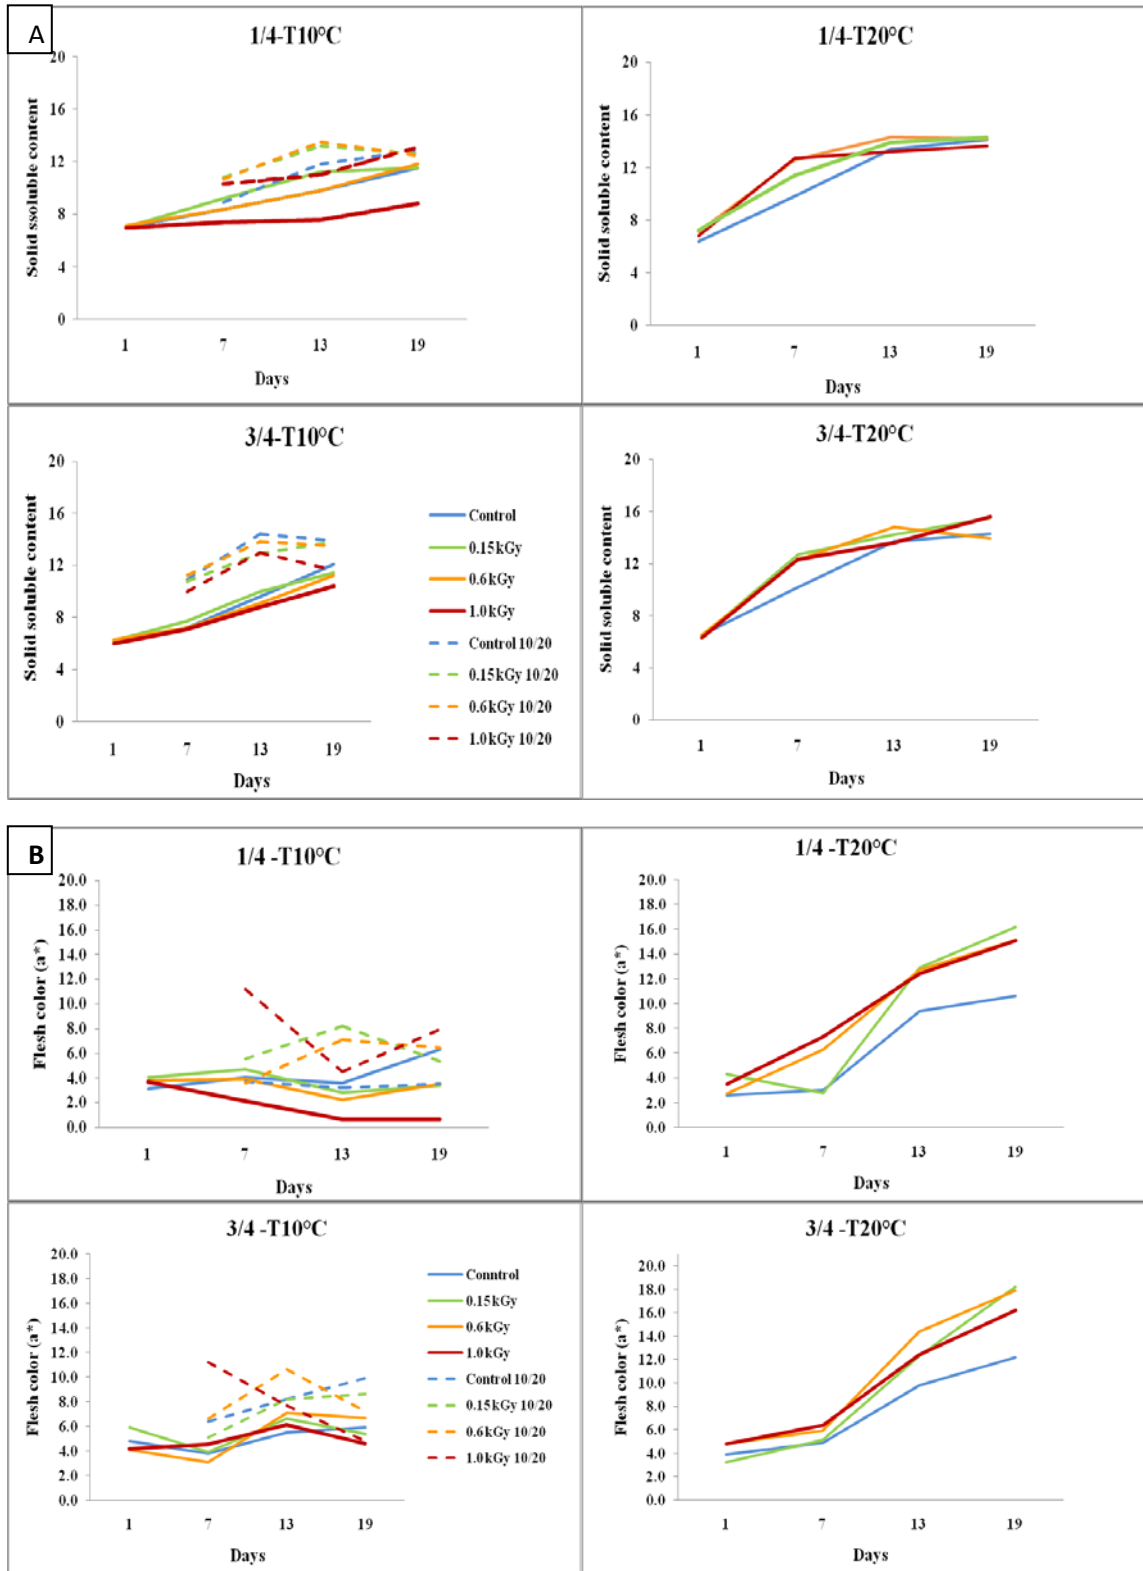 A
1/4-T10°C
20
16
12
8
4
0
Solid ssoluble content
1 7 13 19
Days
1/4-T20°C
20
16
12
8
4
0
Solid soluble content
1 7 13 19
Days
3/4-T10°C
20
16
12
8
4
0
Solid soluble content
1 7 13 19
Days
Control
0.15kGy
0.6kGy
1.0kGy
Control 10/20
0.15kGy 10/20
0.6kGy 10/20
1.0kGy 10/20
3/4-T20°C
20
16
12
8
4
0
Solid soluble content
1 7 13 19
Days
B
1/4 -T10°C
20.0
18.0
16.0
14.0
12.0
10.0
8.0
6.0
4.0
2.0
0.0
Flesh color (a*)
1 7 13 19
Days
1/4 -T20°C
20.0
18.0
16.0
14.0
12.0
10.0
8.0
6.0
4.0
2.0
0.0
Flesh color (a*)
1 7 13 19
Days
3/4 -T10°C
20.0
18.0
16.0
14.0
12.0
10.0
8.0
6.0
4.0
2.0
0.0
Flesh color (a*)
1 7 13 19
Days
Conntrol
0.15kGy
0.6kGy
1.0kGy
Control 10/20
0.15kGy 10/20
0.6kGy 10/20
1.0kGy 10/20
3/4 -T20°C
20.0
18.0
16.0
14.0
12.0
10.0
8.0
6.0
4.0
2.0
0.0
Flesh color (a*)
1 7 13 19
Days